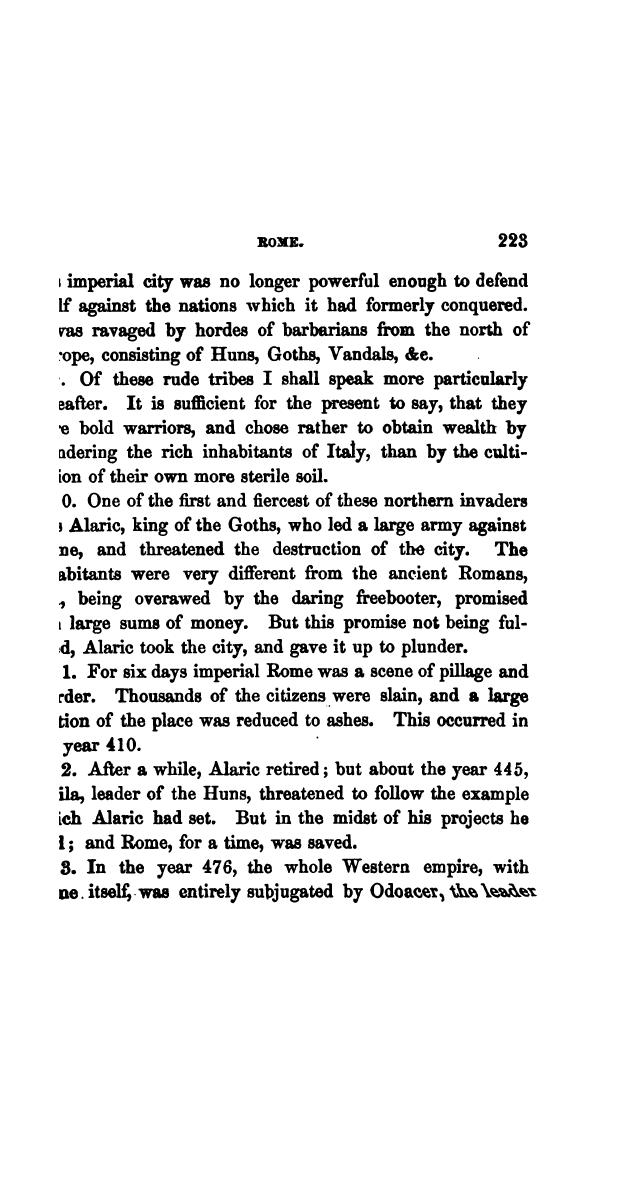 ROME. 223
imperial city was no longer powerful enough to defend
lf against the nations which it had formerly conquered.
vas ravaged by hordes of barbarians from the north of
rope, consisting of Huns, Goths, Vandals, &c.
. Of these rude tribes I shall speak more particularly
eafter. It is sufficient for the present to say, that they
e bold warriors, and chose rather to obtain wealth by
ndering the rich inhabitants of Italy, than by the culti-
ion of their own more sterile soil.
0. One of the first and fiercest of these northern invaders
Alaric, king of the Goths, who led a large army against
ne, and threatened the destruction of the city. The
abitants were very different from the ancient Romans,
, being overawed by the daring freebooter, promised
large sums of money. But this promise not being ful-
d, Alaric took the city, and gave it up to plunder.
1. For six days imperial Rome was a scene of pillage and
rder. Thousands of the citizens were slain, and a large
tion of the place was reduced to ashes. This occurred in
year 410.
2. After a while, Alaric retired; but about the year 445,
ila, leader of the Huns, threatened to follow the example
ich Alaric had set. But in the midst of his projects he
l; and Rome, for a time, was saved.
3. In the year 476, the whole Western empire, with
ne itself, was entirely subjugated by Odoacer, the leader